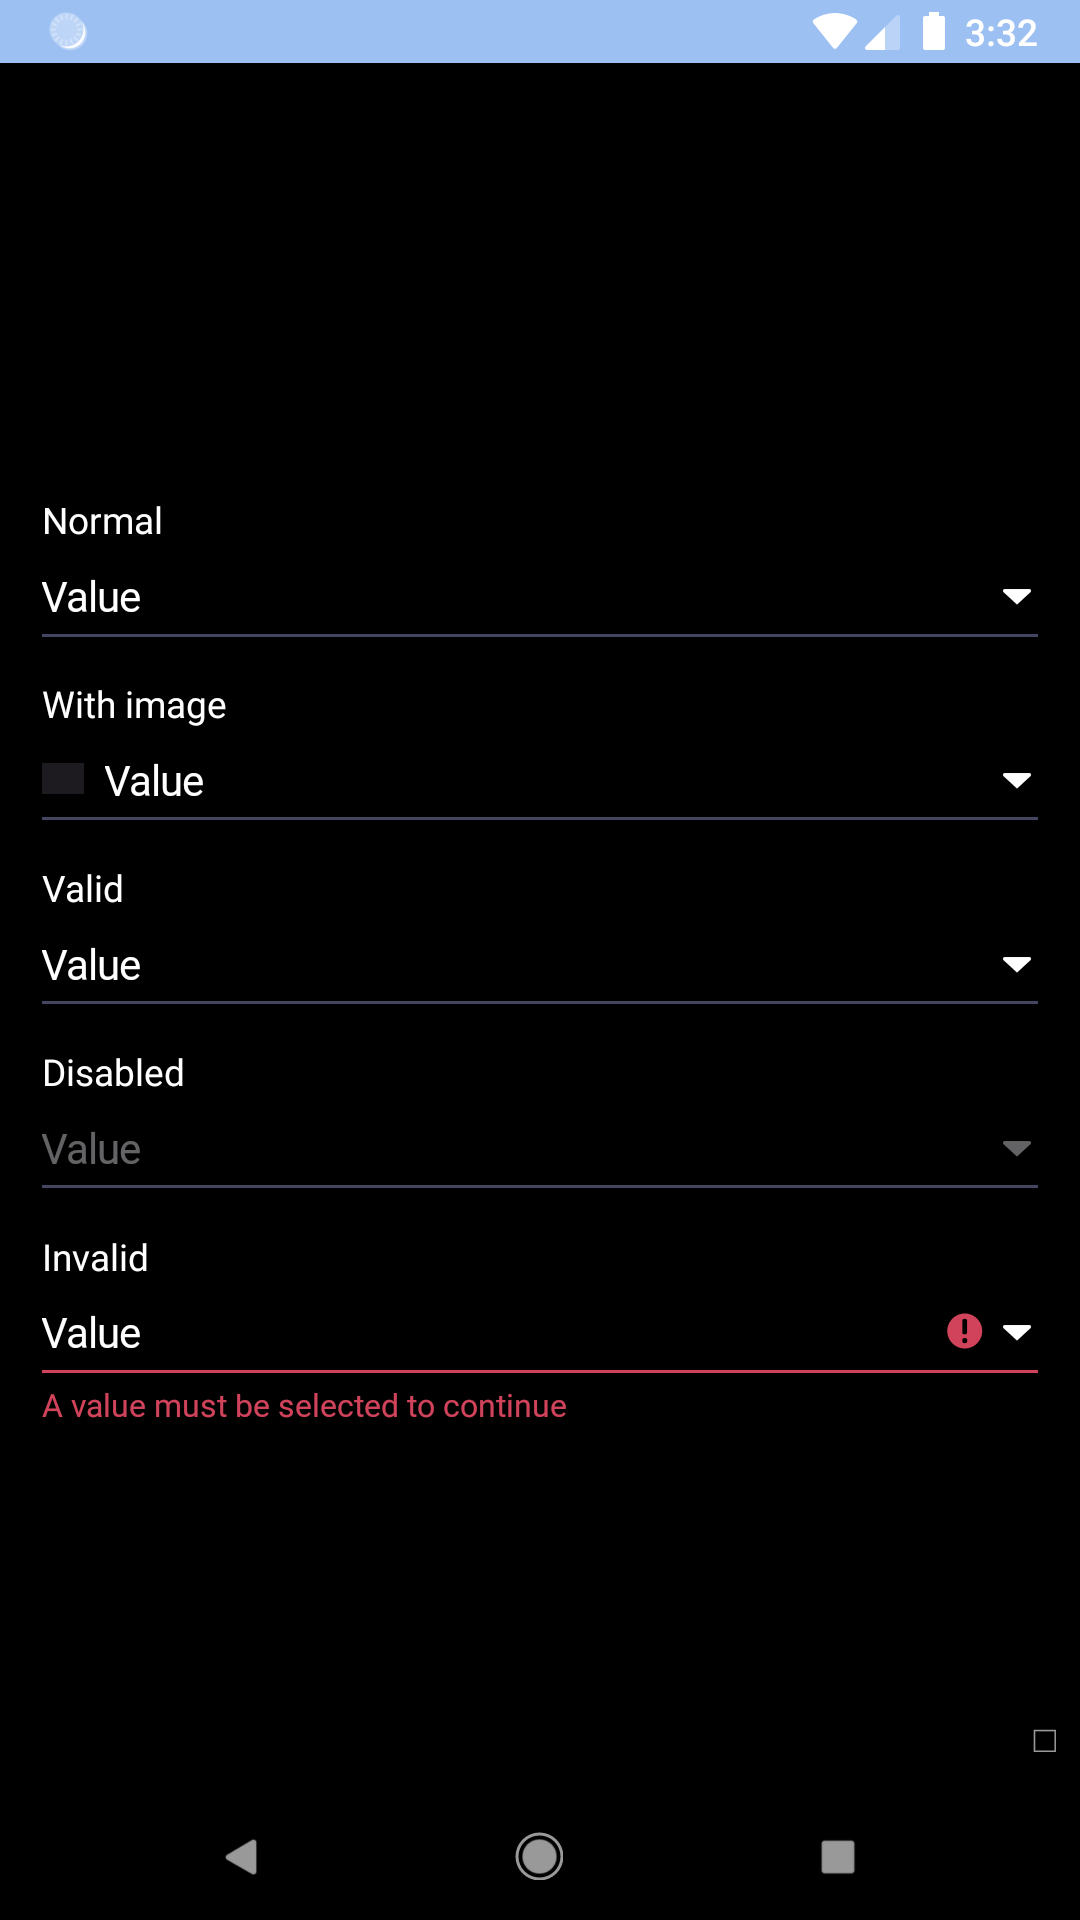 3:32
Normal
Value
With image
Value
Valid
Value
Disabled
Value
Invalid
Value
A value must be selected to continue